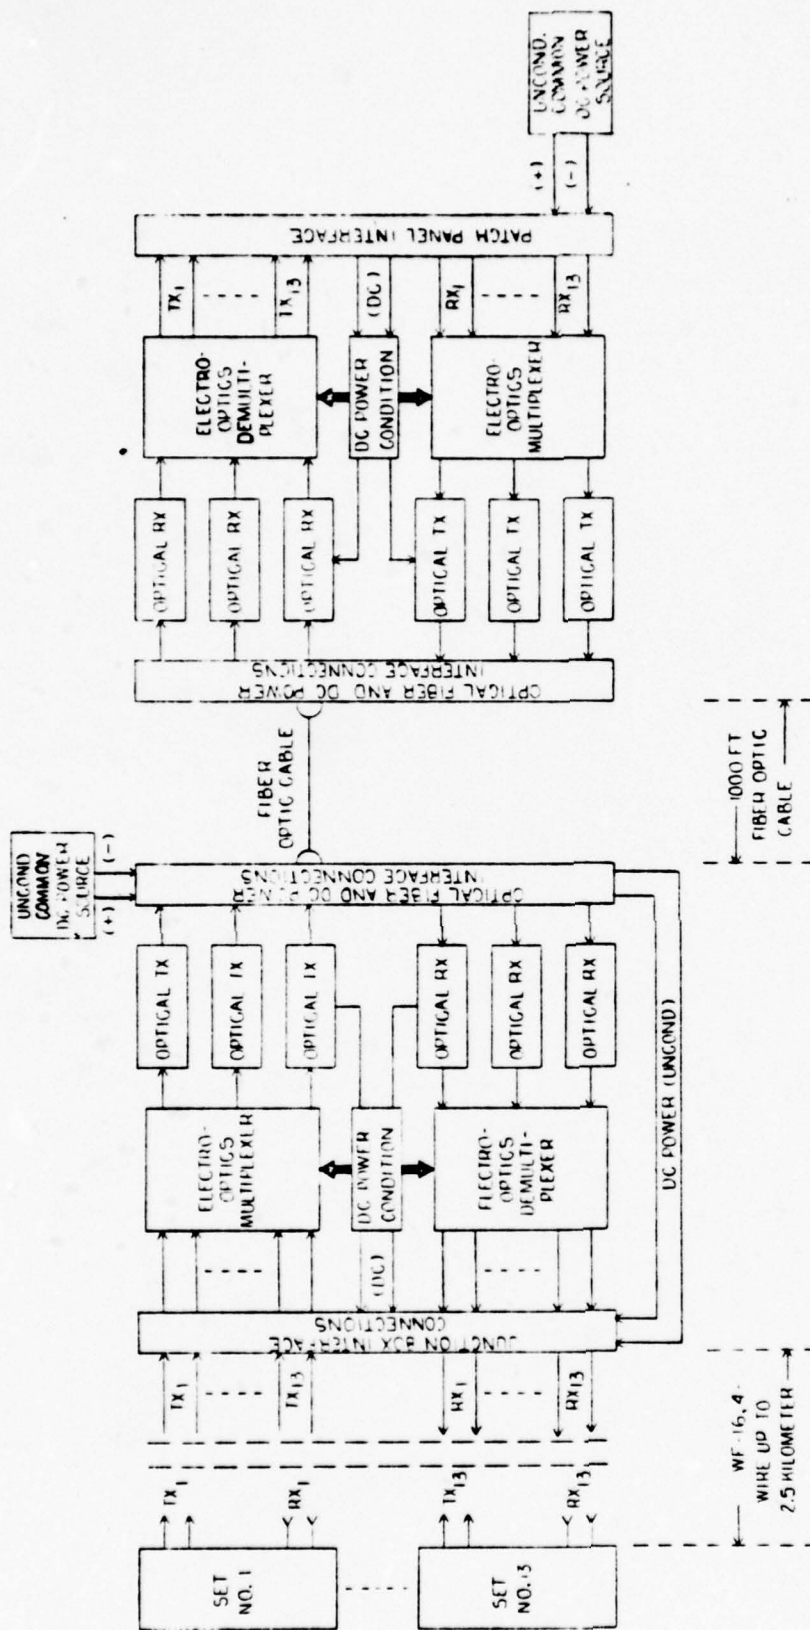 SET
NO. 1
SET
NO. 13
TX1
RX1
TX13
RX13
WF-16, 4-
WIRE UP TO
2.5 KILOMETER
TX1
TX13
RX1
RX13
JUNCTION BOX INTERFACE
CONNECTIONS
(DC)
ELECTRO-
OPTICS
MULTIPLEXER
DC POWER
CONDITION
ELECTRO-
OPTICS
DEMULTI-
PLEXER
OPTICAL TX
OPTICAL TX
OPTICAL TX
OPTICAL RX
OPTICAL RX
OPTICAL RX
DC POWER (UNCOND)
UNCOND
COMMON
DC POWER
SOURCE
(+)
(-)
OPTICAL FIBER AND DC POWER
INTERFACE CONNECTIONS
FIBER
OPTIC CABLE
1000 FT
FIBER OPTIC
CABLE
OPTICAL FIBER AND DC POWER
INTERFACE CONNECTIONS
OPTICAL RX
OPTICAL RX
OPTICAL RX
OPTICAL TX
OPTICAL TX
OPTICAL TX
ELECTRO-
OPTICS
DEMULTI-
PLEXER
DC POWER
CONDITION
ELECTRO-
OPTICS
MULTIPLEXER
TX1
TX13
(DC)
RX1
RX13
PATCH PANEL INTERFACE
(+)
(-)
UNCOND.
COMMON
DC POWER
SOURCE